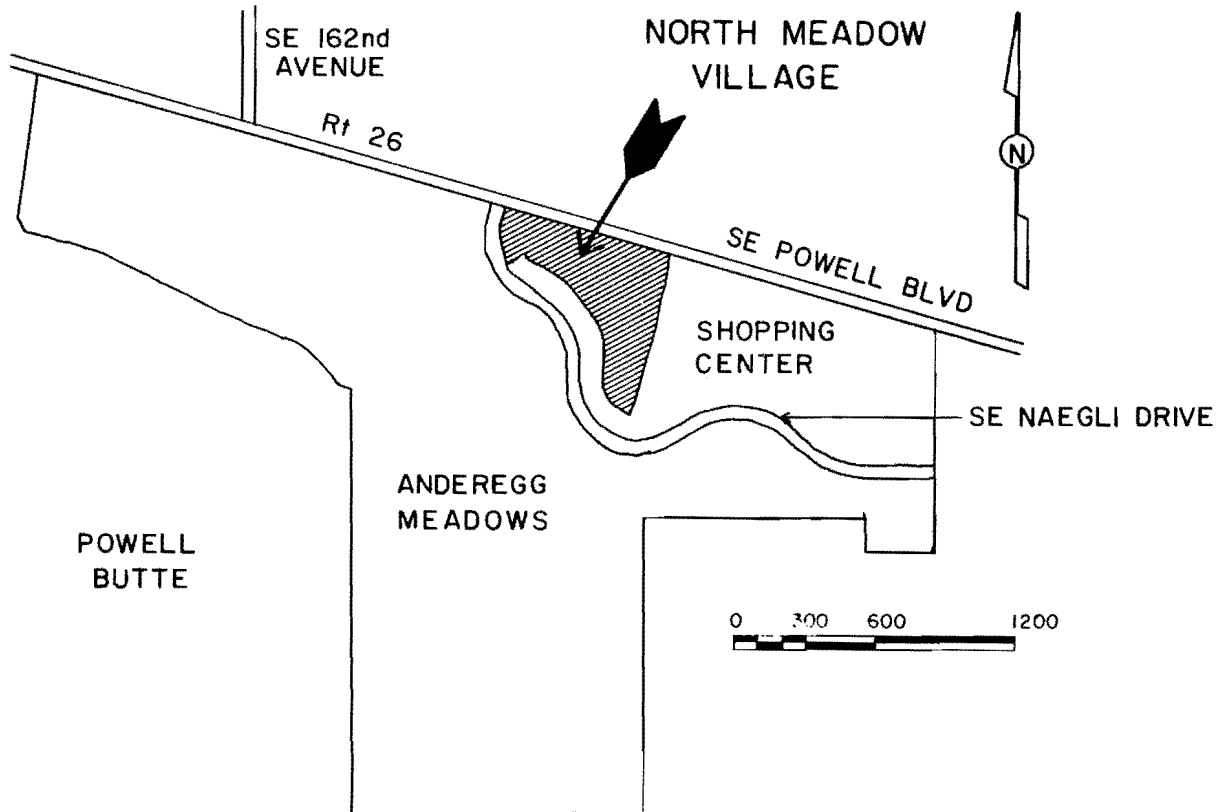 SE 162nd
AVENUE
NORTH MEADOW
VILLAGE
Rt 26
N
SE POWELL BLVD
SHOPPING
CENTER
SE NAEGLI DRIVE
ANDEREGG
MEADOWS
POWELL
BUTTE
0 300 600 1200